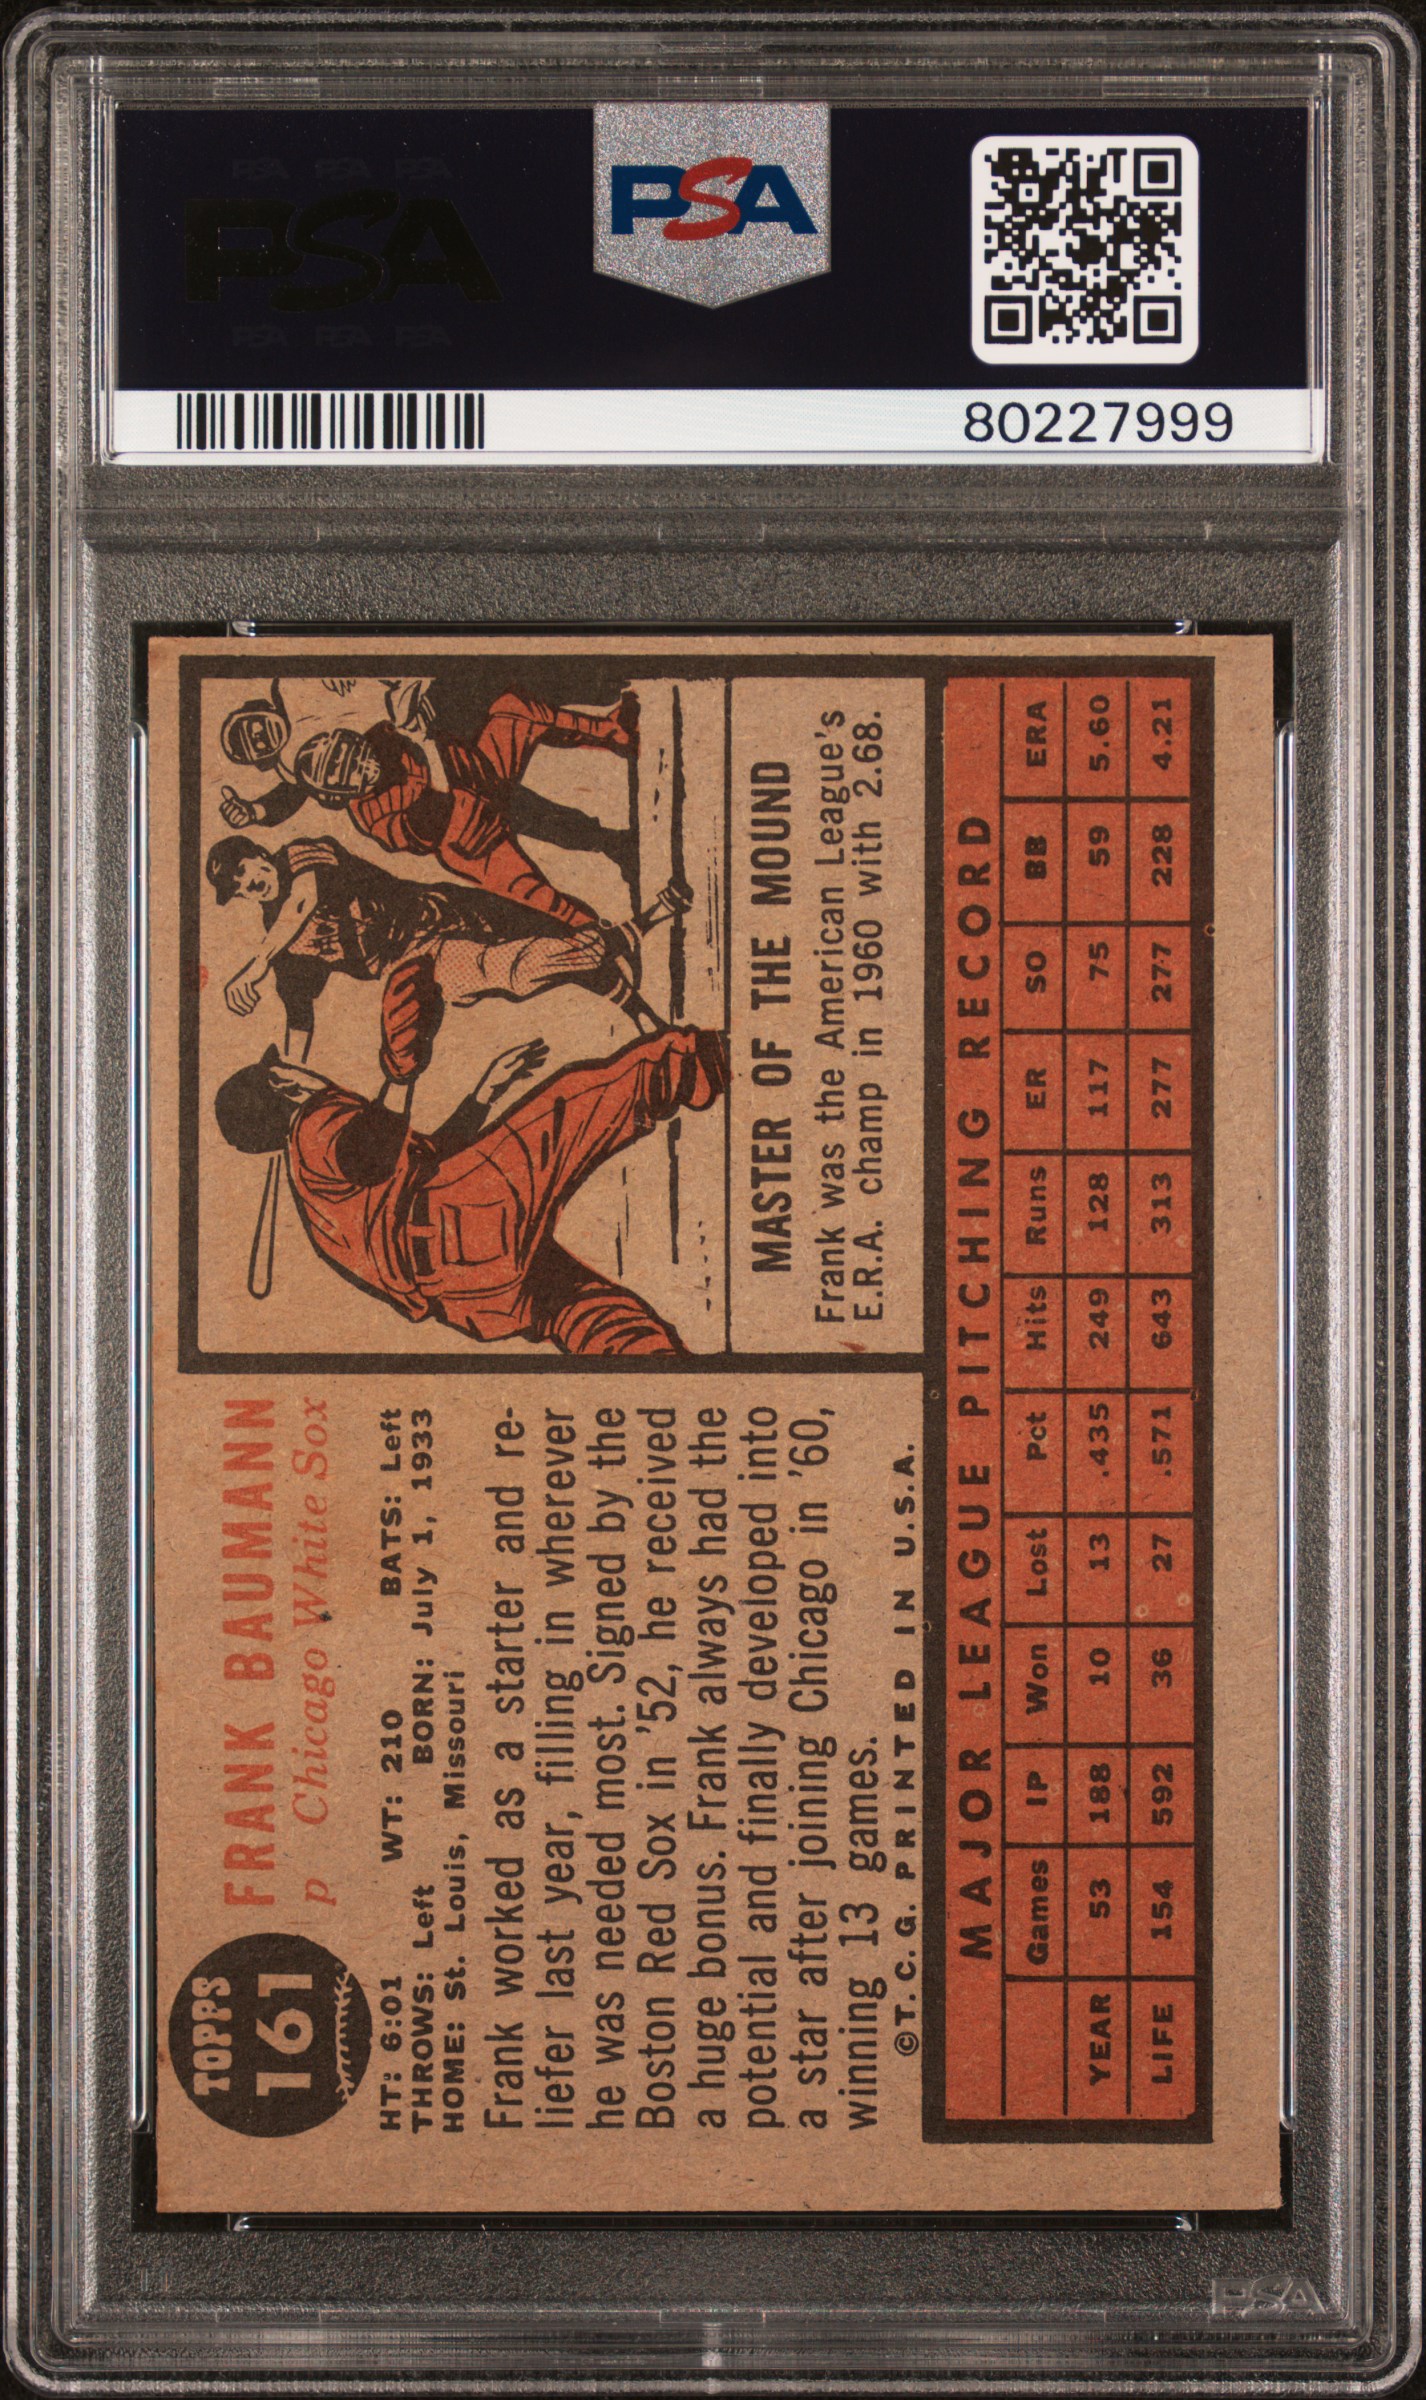 PSA PSA PSA
PSA
PSA PSA PSA
PSA
80227999
TOPPS
161
FRANK BAUMANN
p Chicago White Sox
HT: 6:01 WT: 210 BATS: Left
THROWS: Left BORN: July 1, 1933
HOME: St. Louis, Missouri
Frank worked as a starter and re-
liefer last year, filling in wherever
he was needed most. Signed by the
Boston Red Sox in '52, he received
a huge bonus. Frank always had the
potential and finally developed into
a star after joining Chicago in '60,
winning 13 games.
©T.C.G. PRINTED IN U.S.A.
MASTER OF THE MOUND
Frank was the American League's
E.R.A. champ in 1960 with 2.68.
MAJOR LEAGUE PITCHING RECORD
Games IP Won Lost Pct Hits Runs ER SO BB ERA
YEAR 53 188 10 13 .435 249 128 117 75 59 5.60
LIFE 154 592 36 27 .571 643 313 277 277 228 4.21
PSA